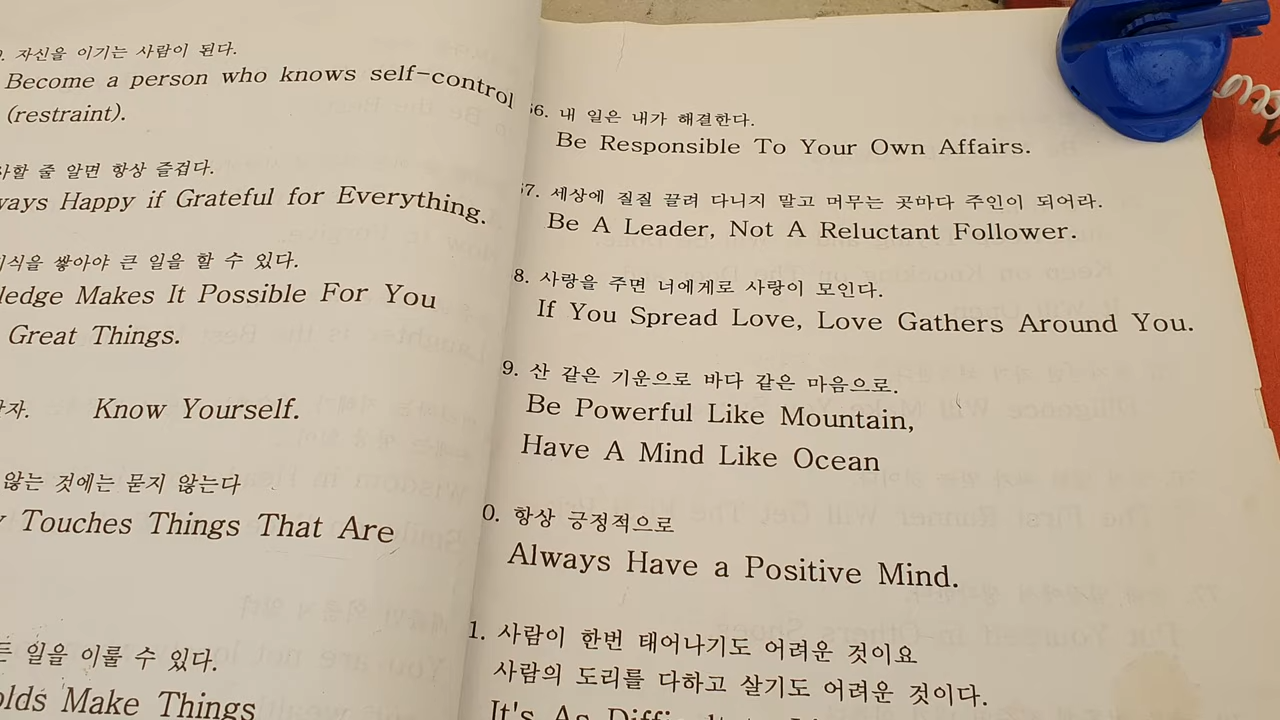 자신을 이기는 사람이 된다.
Become a person who knows self-control
(restraint).
줄 알면 항상 즐겁다.
Happy if Grateful for Everything.
쌓아야 큰 일을 할 수 있다.
Makes It Possible For You
Great Things.
Know Yourself.
않는 것에는 묻지 않는다
Touches Things That Are
일을 이룰 수 있다.
Make Things
66. 내 일은 내가 해결한다.
Be Responsible To Your Own Affairs.
67. 세상에 질질 끌려 다니지 말고 머무는 곳마다 주인이 되어라.
Be A Leader, Not A Reluctant Follower.
8. 사랑을 주면 너에게로 사랑이 모인다.
If You Spread Love, Love Gathers Around You.
9. 산 같은 기운으로 바다 같은 마음으로.
Be Powerful Like Mountain,
Have A Mind Like Ocean
0. 항상 긍정적으로
Always Have a Positive Mind.
1. 사람이 한번 태어나기도 어려운 것이요
사람의 도리를 다하고 살기도 어려운 것이다.
It's As